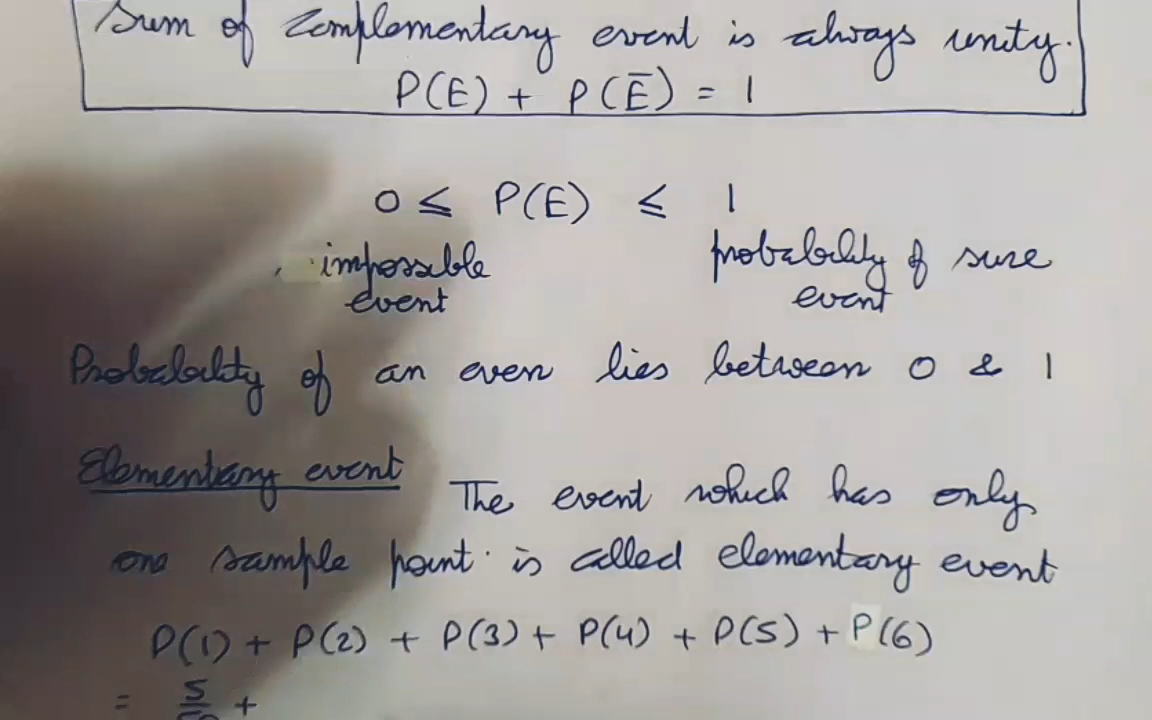 Sum of Complementary event is always unity.
P(E) + P(Ē) = 1
0 ≤ P(E) ≤ 1
impossible event
probability of sure event
Probability of an even lies between 0 & 1
Elementary event The event which has only
one sample point is called elementary event
P(1) + P(2) + P(3) + P(4) + P(5) + P(6)
= 5 +